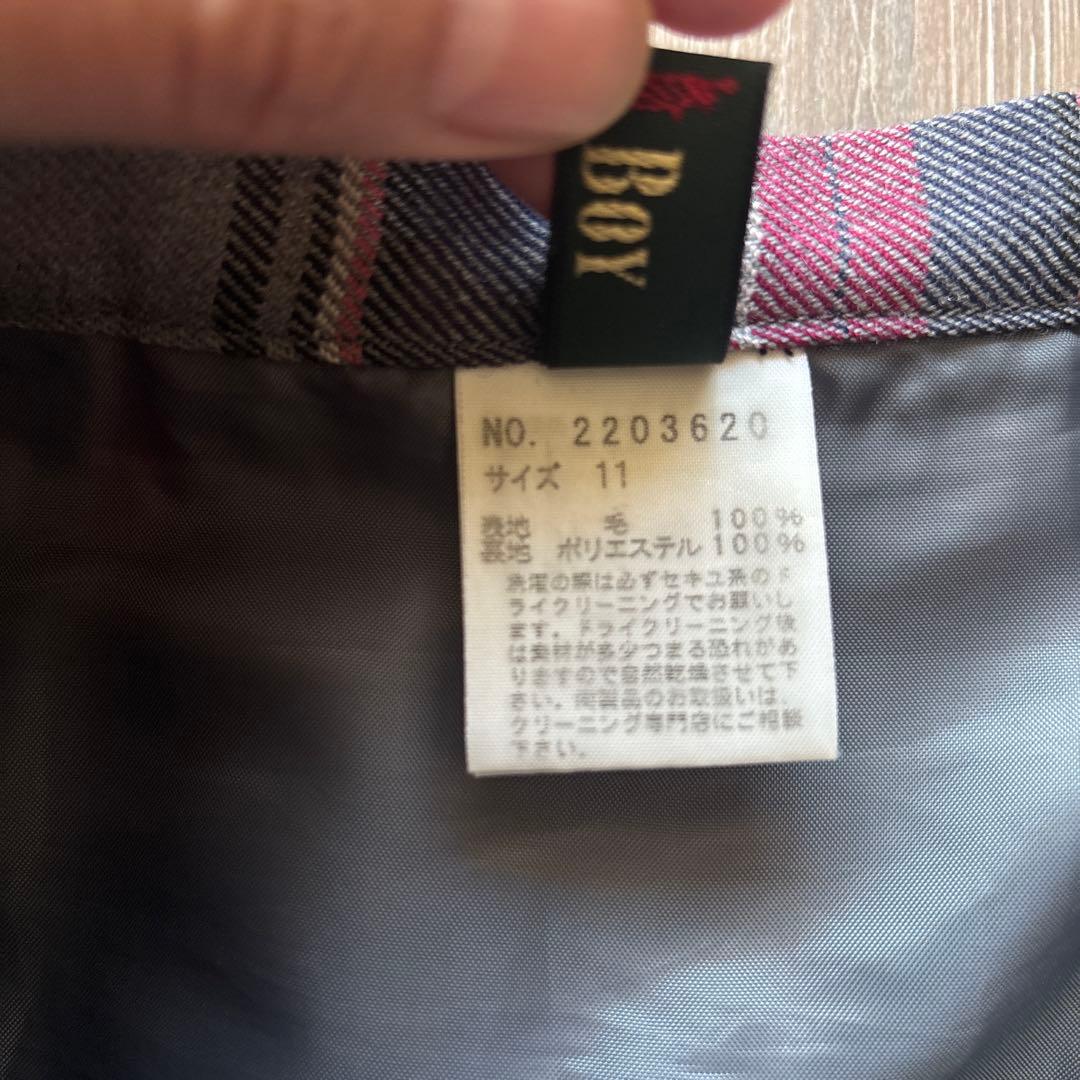 BOY
NO. 2203620
サイズ 11
表地 毛 100%
裏地 ポリエステル 100%
洗濯の際は必ずセキユ系のド
ライクリーニングでお願いし
ます。ドライクリーニング後
は素材が多少つまる恐れがあ
りますので自然乾燥させて下
さい。尚製品のお取扱いは、
クリーニング専門店にご相談
下さい。